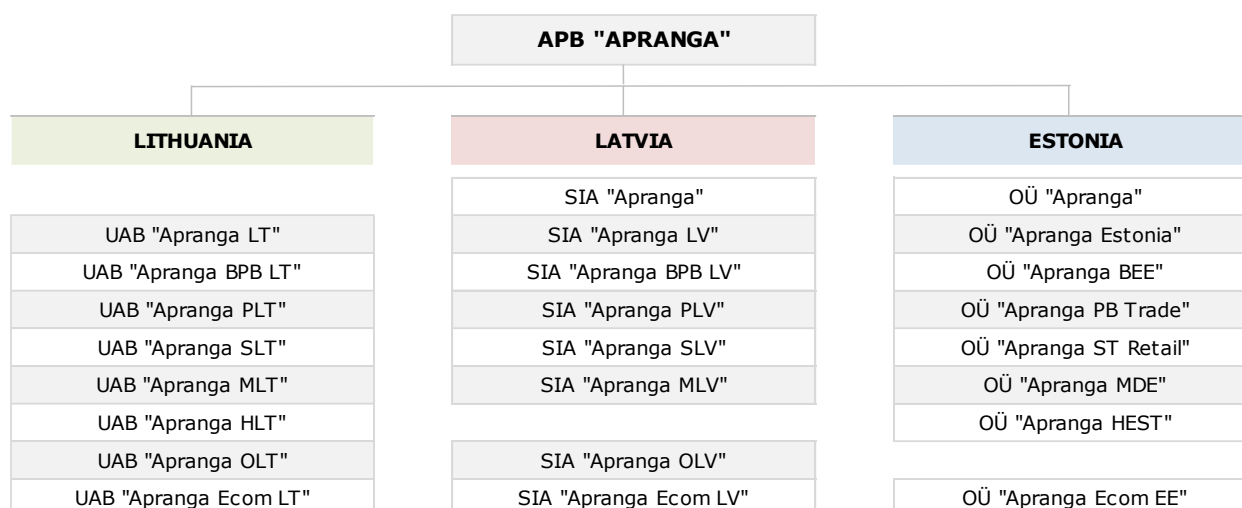 APB "APRANGA"
LITHUANIA
LATVIA
ESTONIA
SIA "Apranga"
OÜ "Apranga"
UAB "Apranga LT"
SIA "Apranga LV"
OÜ "Apranga Estonia"
UAB "Apranga BPB LT"
SIA "Apranga BPB LV"
OÜ "Apranga BEE"
UAB "Apranga PLT"
SIA "Apranga PLV"
OÜ "Apranga PB Trade"
UAB "Apranga SLT"
SIA "Apranga SLV"
OÜ "Apranga ST Retail"
UAB "Apranga MLT"
SIA "Apranga MLV"
OÜ "Apranga MDE"
UAB "Apranga HLT"
OÜ "Apranga HEST"
UAB "Apranga OLT"
SIA "Apranga OLV"
UAB "Apranga Ecom LT"
SIA "Apranga Ecom LV"
OÜ "Apranga Ecom EE"